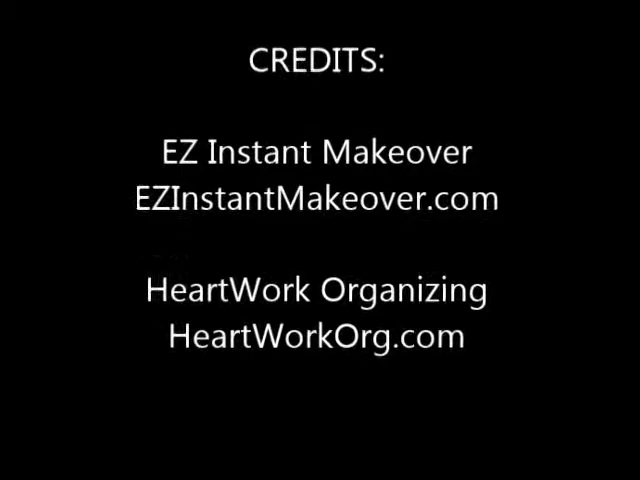 CREDITS:
EZ Instant Makeover
EZInstantMakeover.com
HeartWork Organizing
HeartWorkOrg.com